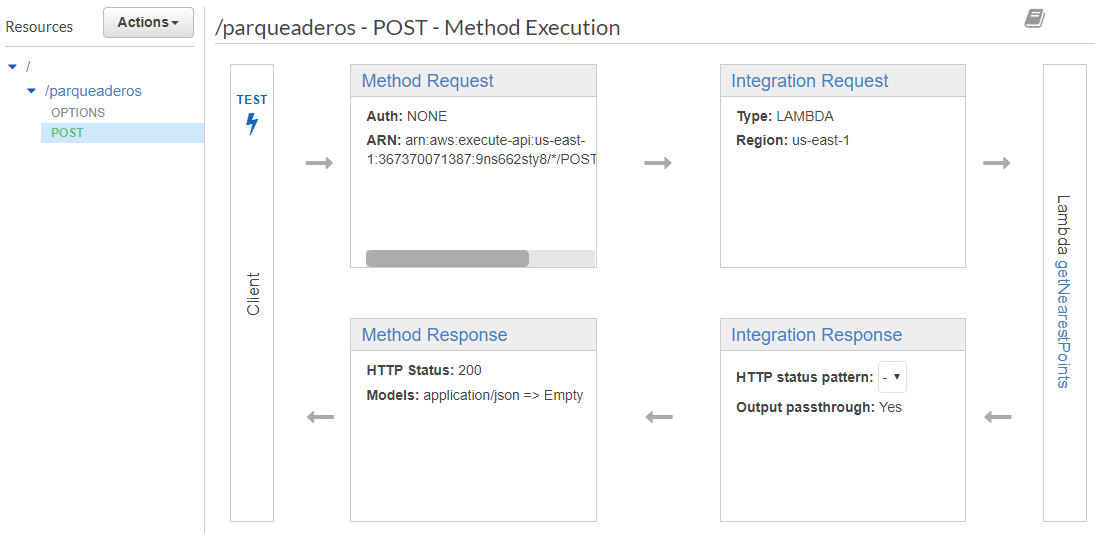 Resources
Actions
/
/parqueaderos
OPTIONS
POST
/parqueaderos - POST - Method Execution
TEST
Client
Method Request
Auth: NONE
ARN: arn:aws:execute-api:us-east-
1:367370071387:9ns662sty8/*/POST
Integration Request
Type: LAMBDA
Region: us-east-1
Lambda getNearestPoints
Method Response
HTTP Status: 200
Models: application/json => Empty
Integration Response
HTTP status pattern: -
Output passthrough: Yes